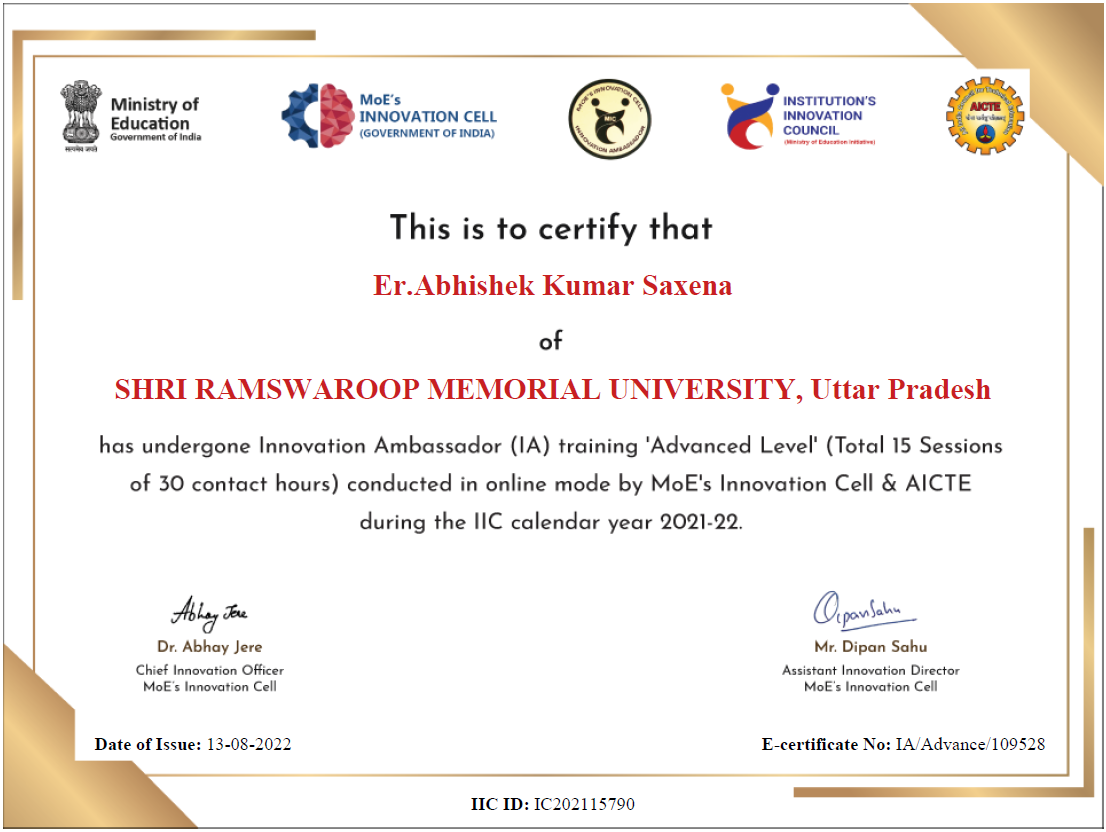 सत्यमेव जयते
Ministry of
Education
Government of India
MoE's
INNOVATION CELL
(GOVERNMENT OF INDIA)
MOE'S INNOVATION CELL
MIC
INNOVATION AMBASSADOR
INSTITUTION'S
INNOVATION
COUNCIL
(Ministry of Education Initiative)
AICTE
This is to certify that
Er.Abhishek Kumar Saxena
of
SHRI RAMSWAROOP MEMORIAL UNIVERSITY, Uttar Pradesh
has undergone Innovation Ambassador (IA) training 'Advanced Level' (Total 15 Sessions
of 30 contact hours) conducted in online mode by MoE's Innovation Cell & AICTE
during the IIC calendar year 2021-22.
Abhay Jere
Dr. Abhay Jere
Chief Innovation Officer
MoE's Innovation Cell
DipanSahu
Mr. Dipan Sahu
Assistant Innovation Director
MoE's Innovation Cell
Date of Issue: 13-08-2022
E-certificate No: IA/Advance/109528
IIC ID: IC202115790